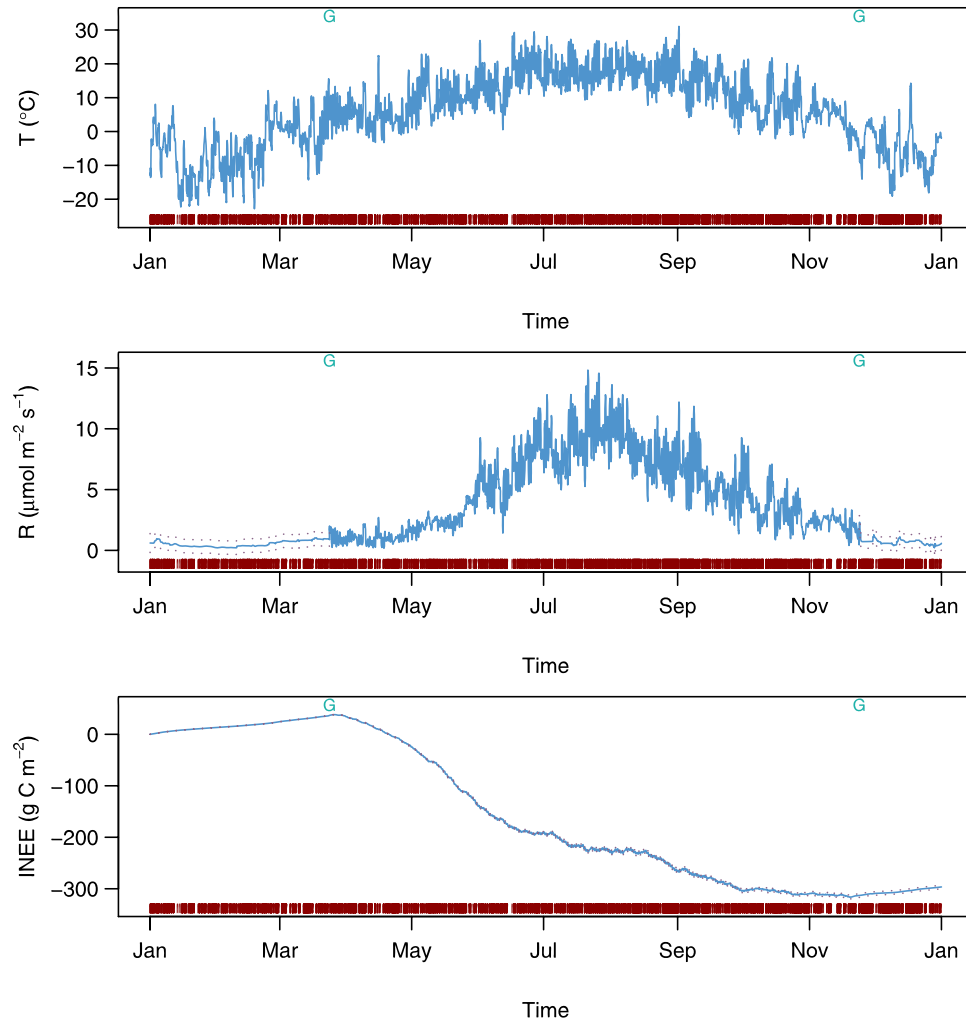 G G
30
20
10
0
−10
−20
T (°C)
Jan Mar May Jul Sep Nov Jan
Time
G G
15
10
5
0
R (μmol m−2 s−1)
Jan Mar May Jul Sep Nov Jan
Time
G G
0
−100
−200
−300
INEE (g C m−2)
Jan Mar May Jul Sep Nov Jan
Time